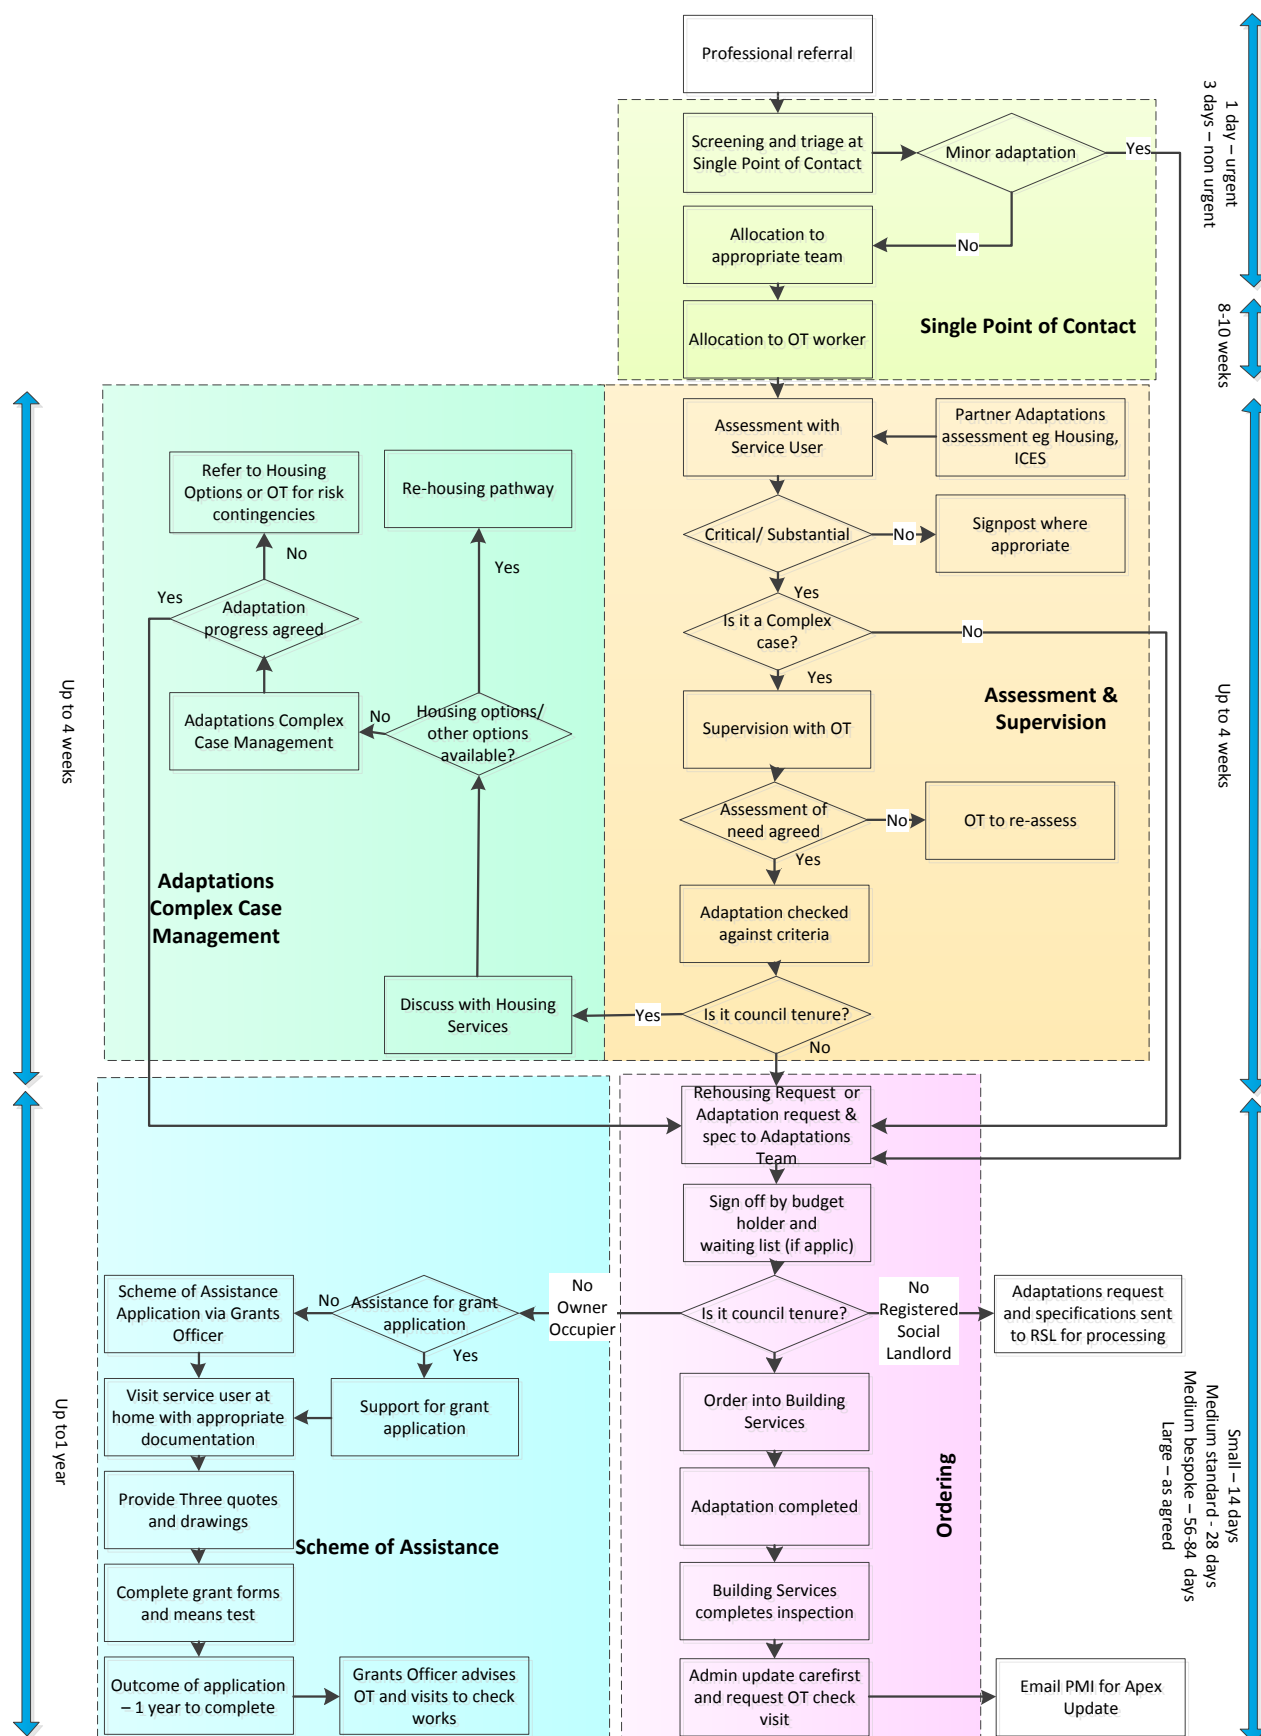 Professional referral
1 day – urgent
3 days – non urgent
Screening and triage at
Single Point of Contact
Minor adaptation
Yes
Allocation to
appropriate team
No
Allocation to OT worker
Single Point of Contact
8-10 weeks
Assessment with
Service User
Partner Adaptations
assessment eg Housing,
ICES
Refer to Housing
Options or OT for risk
contingencies
Re-housing pathway
Critical/ Substantial
No
Signpost where
approriate
No
Yes
Yes
Yes
Adaptation
progress agreed
Is it a Complex
case?
No
Yes
Up to 4 weeks
Adaptations Complex
Case Management
No
Housing options/
other options
available?
Supervision with OT
Assessment &
Supervision
Up to 4 weeks
Assessment of
need agreed
No
OT to re-assess
Yes
Adaptations
Complex Case
Management
Adaptation checked
against criteria
Discuss with Housing
Services
Yes
Is it council tenure?
No
Rehousing Request  or
Adaptation request &
spec to Adaptations
Team
Sign off by budget
holder and
waiting list (if applic)
Scheme of Assistance
Application via Grants
Officer
No
Assistance for grant
application
No
Owner
Occupier
Is it council tenure?
No
Registered
Social
Landlord
Adaptations request
and specifications sent
to RSL for processing
Yes
Visit service user at
home with appropriate
documentation
Support for grant
application
Order into Building
Services
Up to1 year
Small – 14 days
Medium standard - 28 days
Medium bespoke – 56-84 days
Large – as agreed
Provide Three quotes
and drawings
Adaptation completed
Ordering
Scheme of Assistance
Complete grant forms
and means test
Building Services
completes inspection
Outcome of application
– 1 year to complete
Grants Officer advises
OT and visits to check
works
Admin update carefirst
and request OT check
visit
Email PMI for Apex
Update